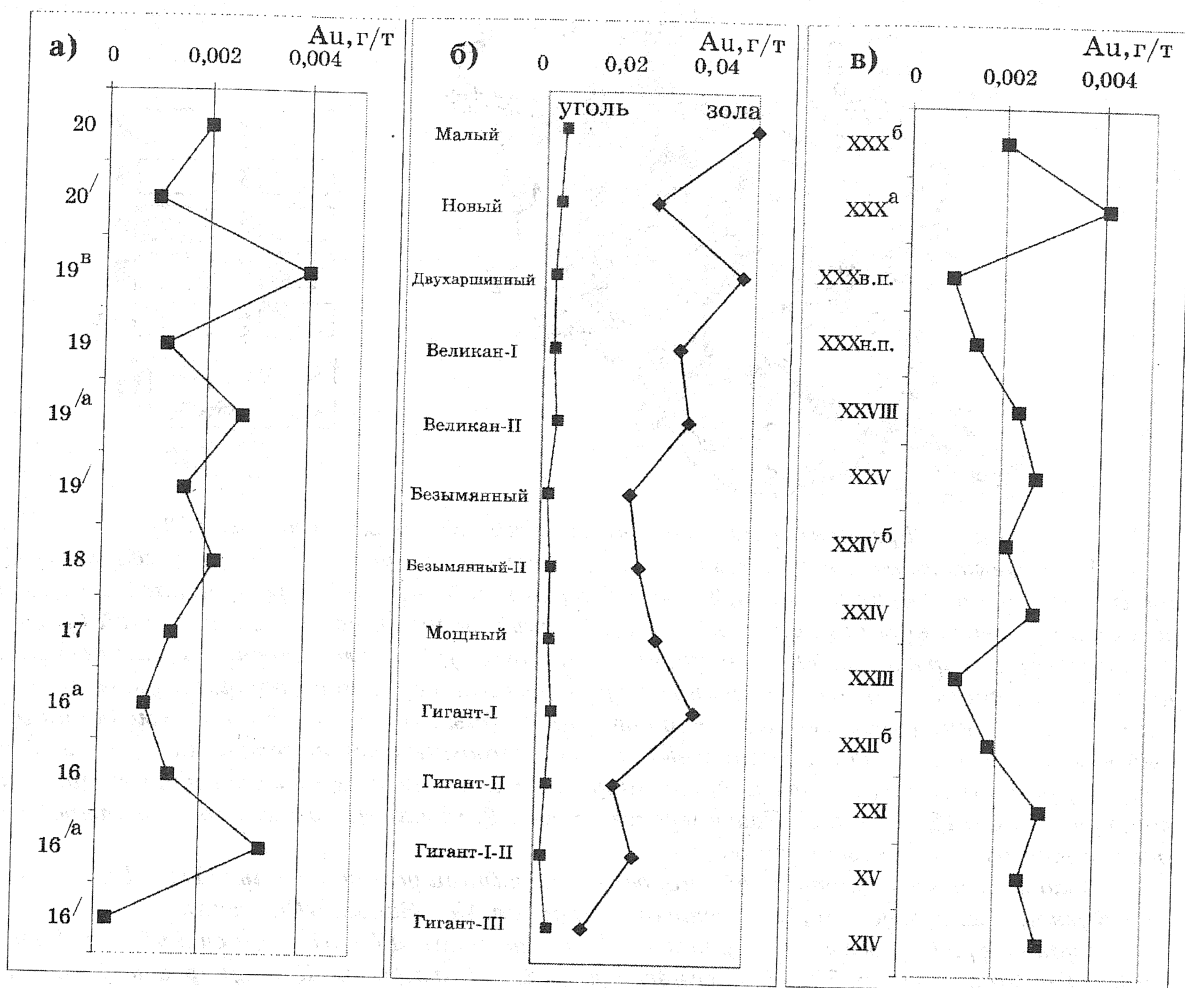 а)
Au, г/т
0 0,002 0,004
20
20/
19в
19
19/а
19/
18
17
16а
16
16/а
16/
б)
Au, г/т
0 0,02 0,04
уголь зола
Малый
Новый
Двухаршинный
Великан-I
Великан-II
Безымянный
Безымянный-II
Мощный
Гигант-I
Гигант-II
Гигант-I-II
Гигант-III
в)
Au, г/т
0 0,002 0,004
XXXб
XXXа
XXXв.п.
XXXн.п.
XXVIII
XXV
XXIVб
XXIV
XXIII
XXIIб
XXI
XV
XIV